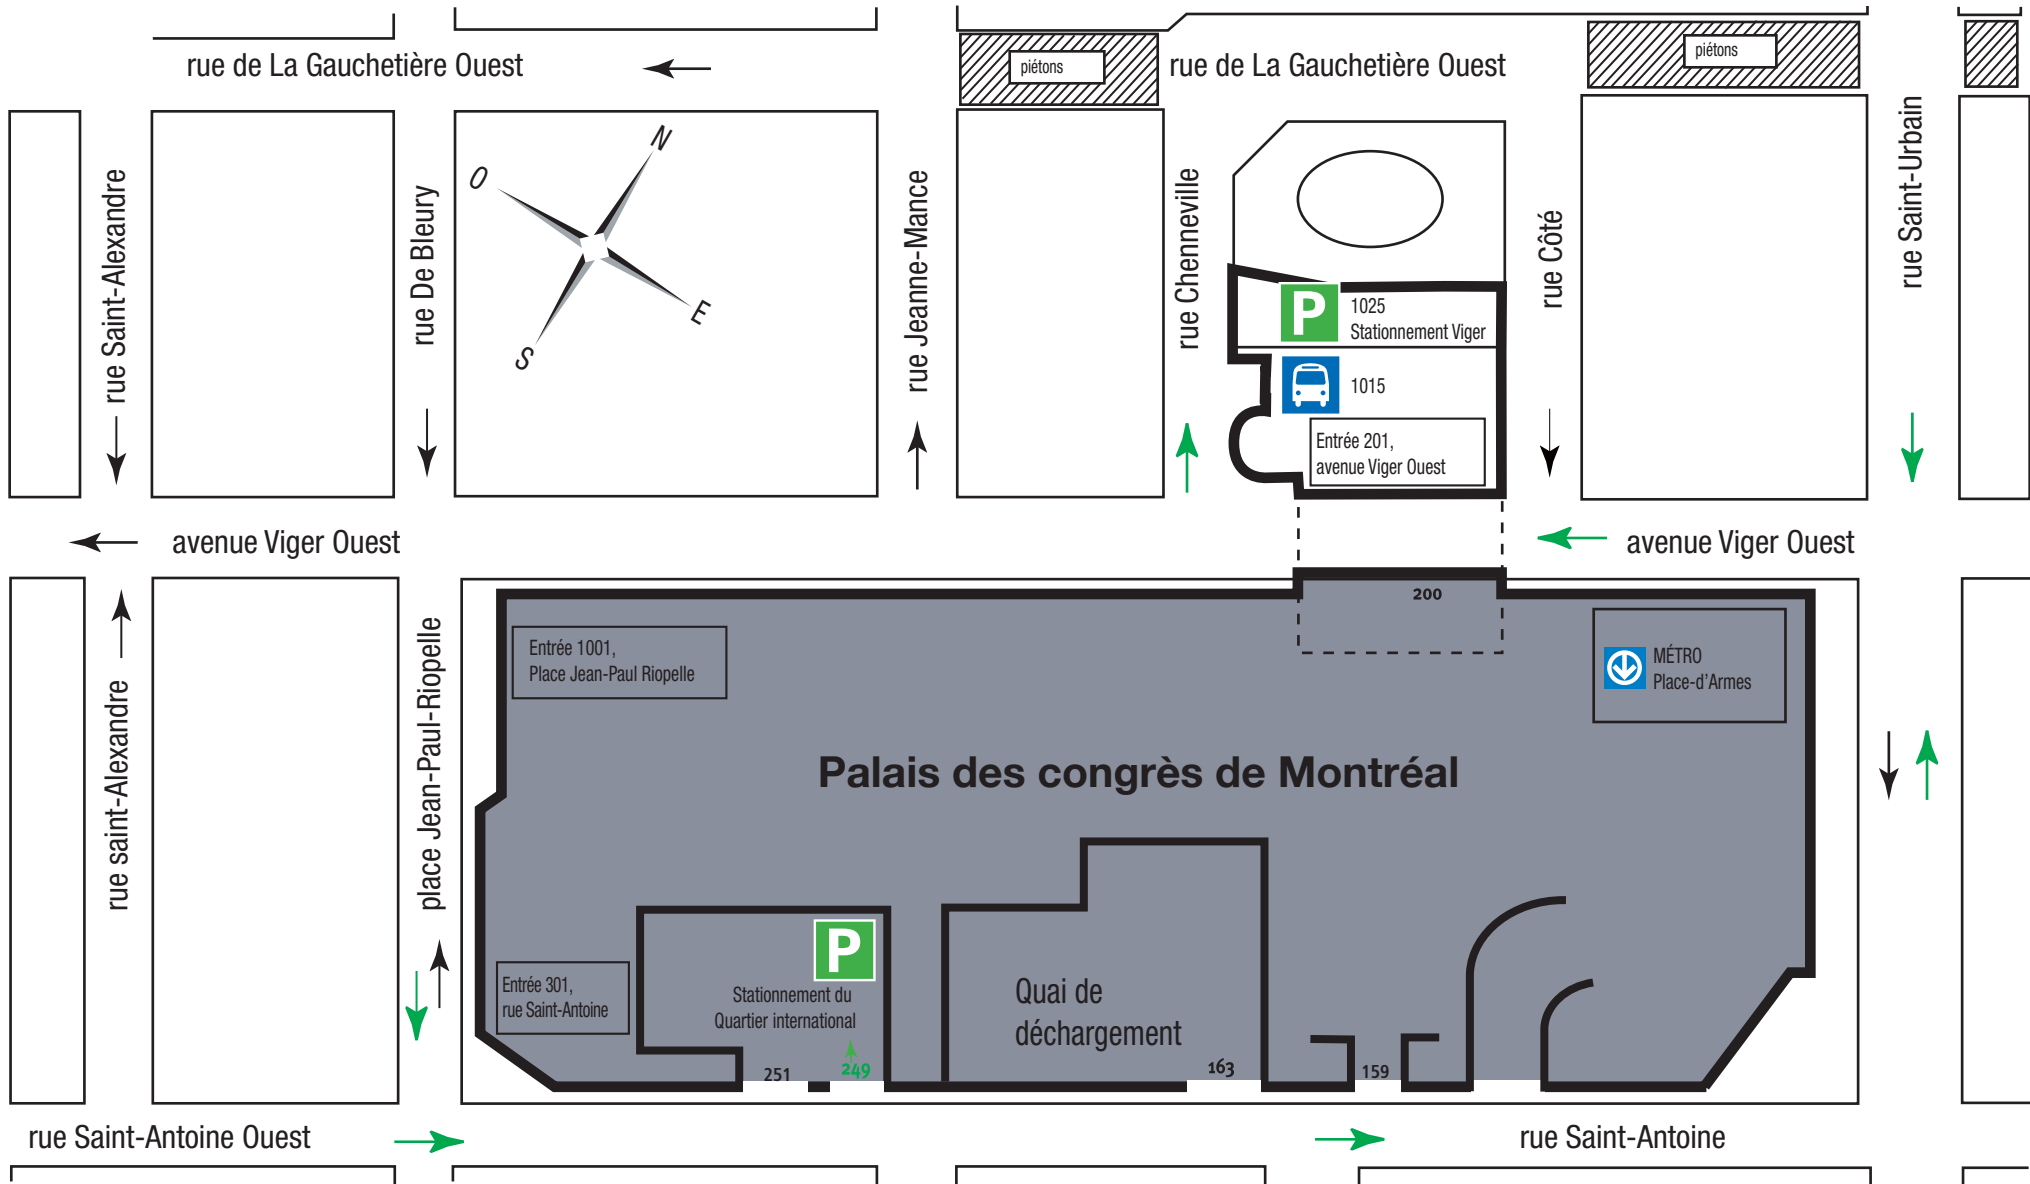 rue de La Gauchetière Ouest
piétons
rue de La Gauchetière Ouest
piétons
rue Saint-Alexandre
rue De Bleury
O
N
S
E
rue Jeanne-Mance
rue Chenneville
rue Côté
rue Saint-Urbain
P
1025
Stationnement Viger
1015
Entrée 201,
avenue Viger Ouest
avenue Viger Ouest
avenue Viger Ouest
200
Entrée 1001,
Place Jean-Paul Riopelle
MÉTRO
Place-d'Armes
rue saint-Alexandre
place Jean-Paul-Riopelle
Palais des congrès de Montréal
P
Entrée 301,
rue Saint-Antoine
Stationnement du
Quartier international
Quai de
déchargement
251
249
163
159
rue Saint-Antoine Ouest
rue Saint-Antoine